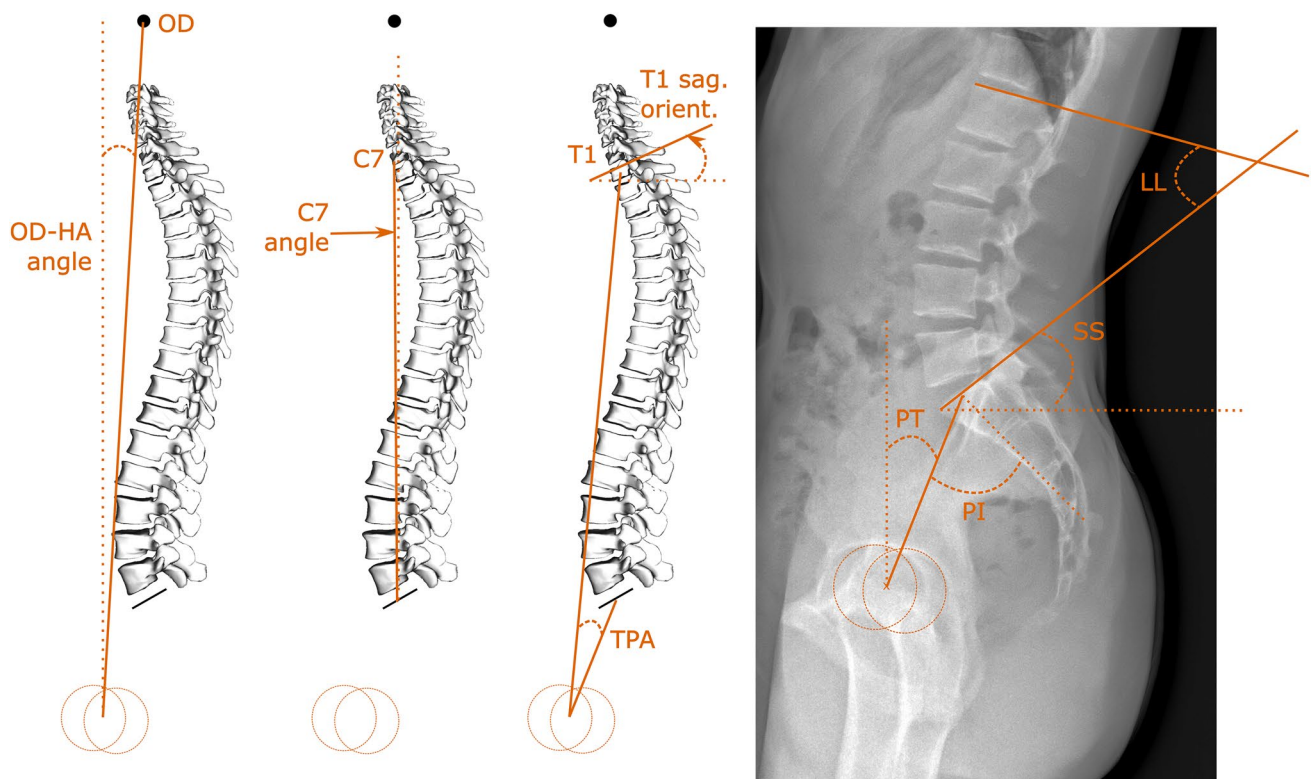 OD
OD-HA
angle
C7
C7
angle
T1 sag.
orient.
T1
TPA
LL
SS
PT
PI